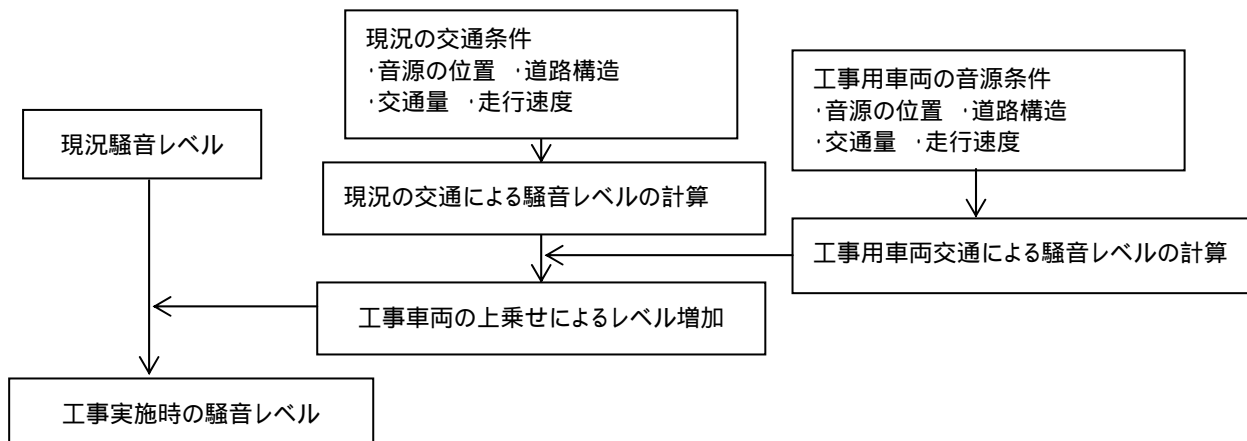 現況の交通条件
·音源の位置 ·道路構造
·交通量 ·走行速度
工事用車両の音源条件
·音源の位置 ·道路構造
·交通量 ·走行速度
現況騒音レベル
現況の交通による騒音レベルの計算
工事用車両交通による騒音レベルの計算
工事車両の上乗せによるレベル増加
工事実施時の騒音レベル